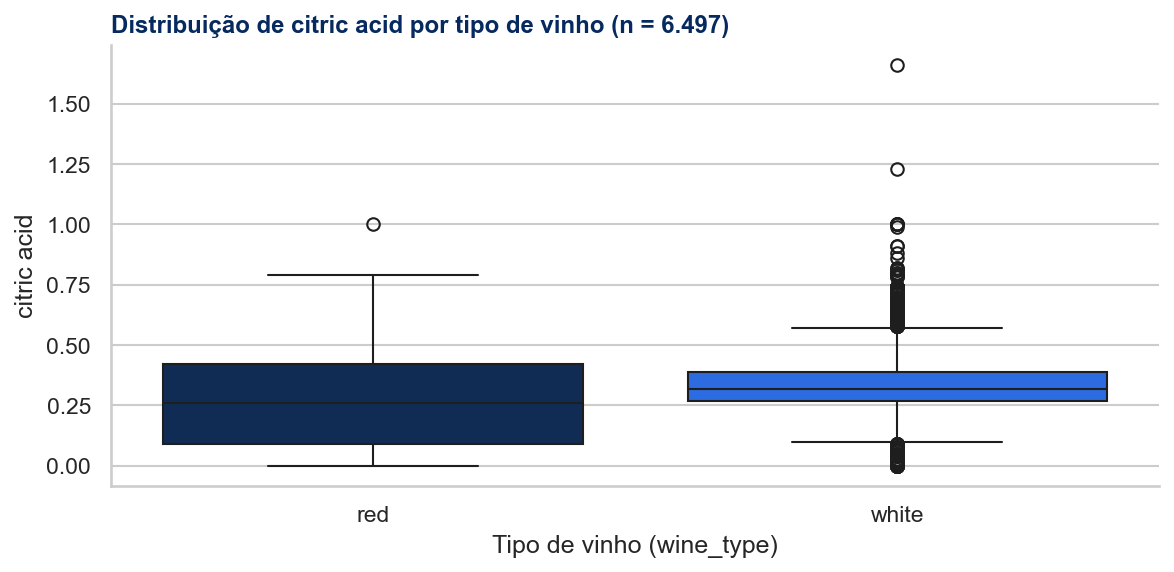 Distribuição de citric acid por tipo de vinho (n = 6.497)
citric acid
1.50
1.25
1.00
0.75
0.50
0.25
0.00
red
white
Tipo de vinho (wine_type)